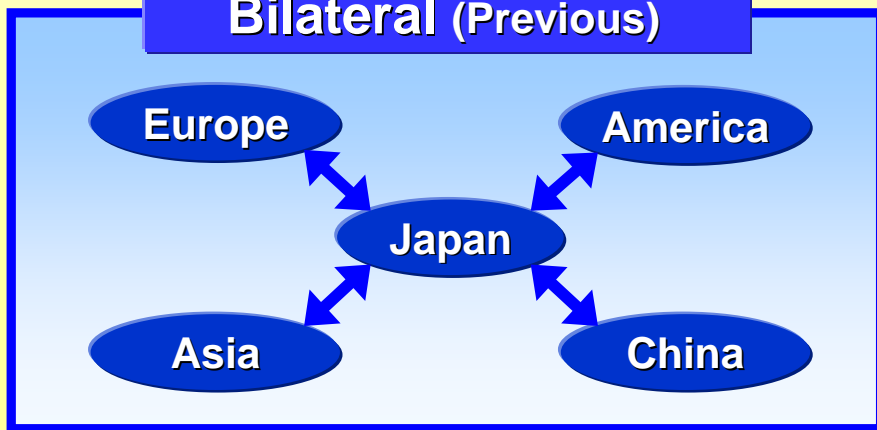 Bilateral (Previous)
Europe
America
Japan
Asia
China